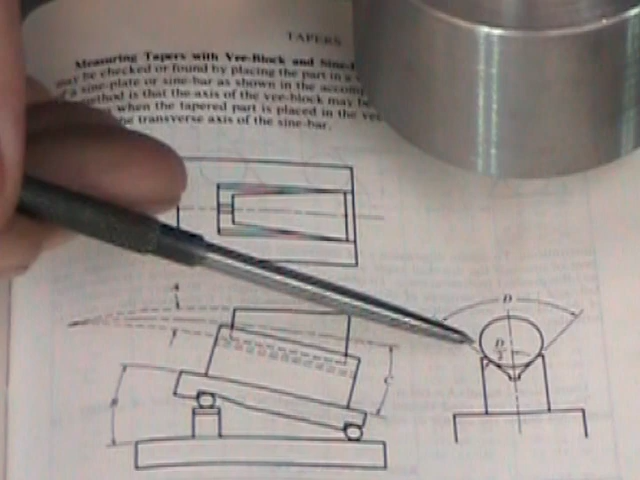 TAPERS
Measuring Tapers with Vee-Block and Sine-
may be checked or found by placing the part in a
of a sine-plate or sine-bar as shown in the accom
method is that the axis of the vee-block may be
when the tapered part is placed in the vee
transverse axis of the sine-bar.
A
D
D
2
C
B